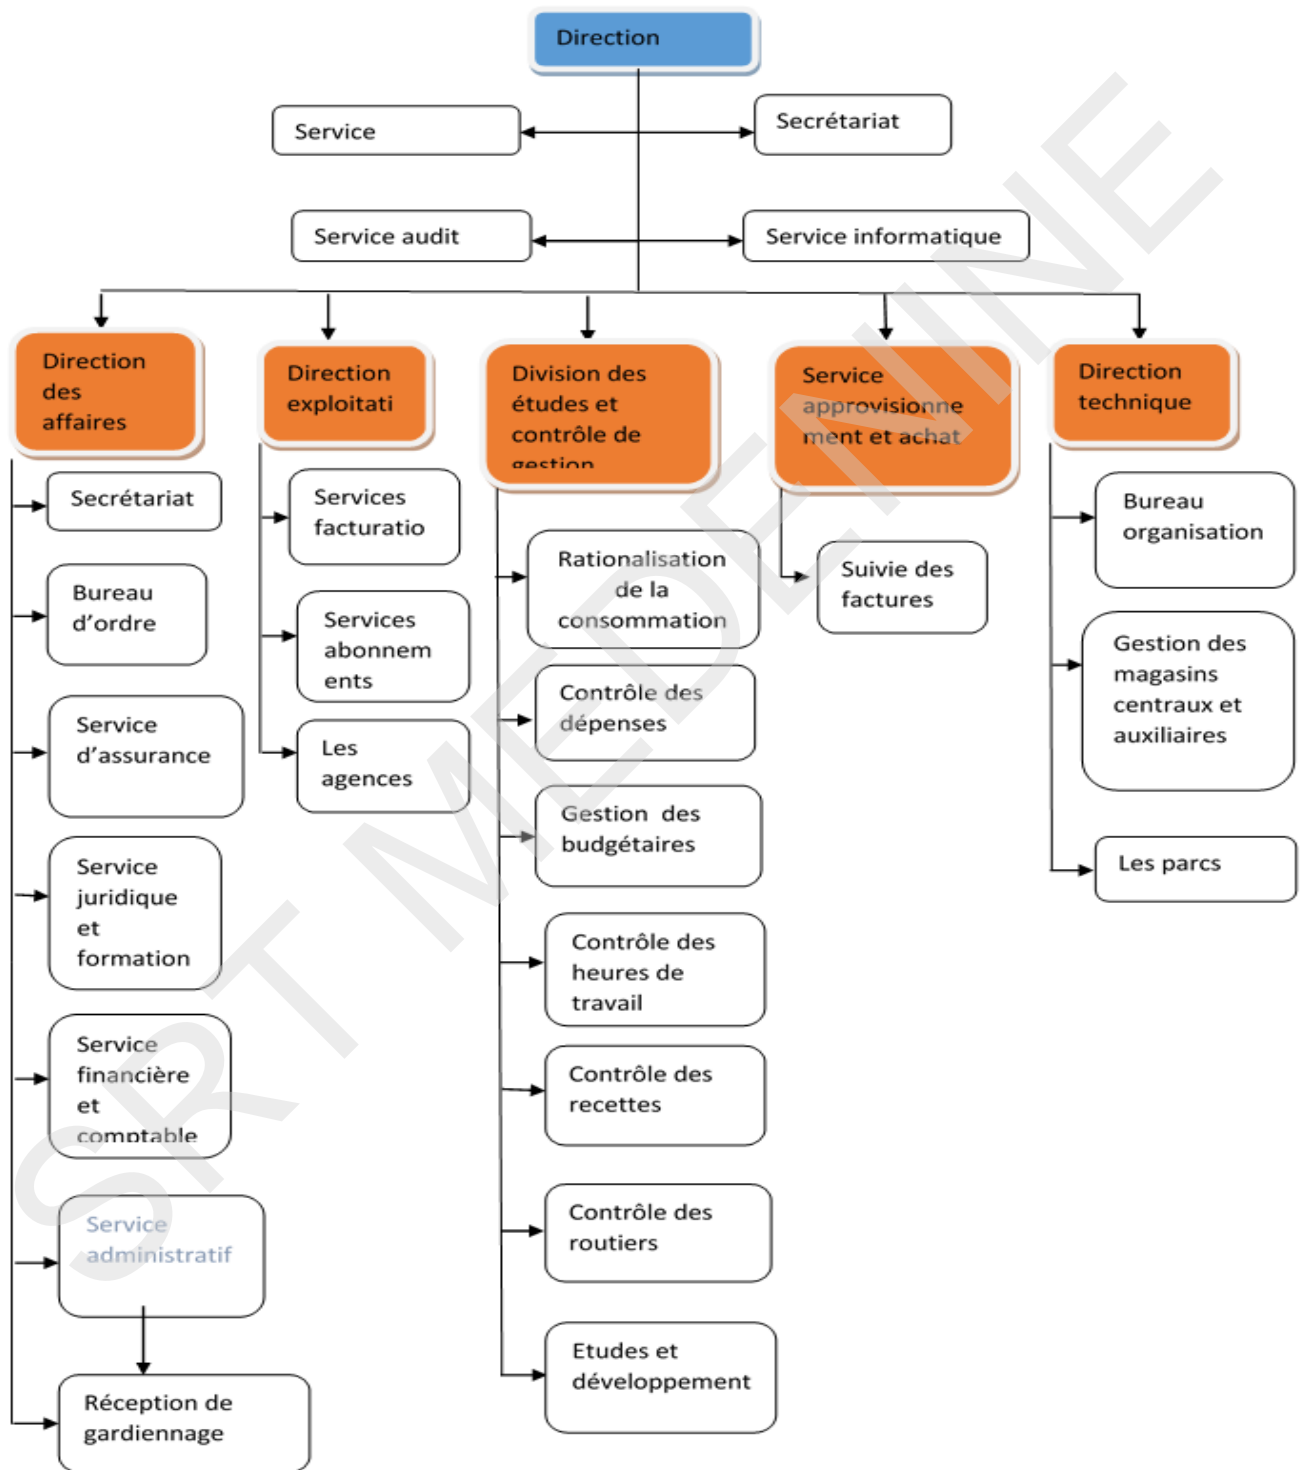 Direction
Service
Secrétariat
Service audit
Service informatique
Direction
des
affaires
Direction
exploitati
Division des
études et
contrôle de
gestion
Service
approvisionne
ment et achat
Direction
technique
Secrétariat
Bureau
d'ordre
Service
d'assurance
Service
juridique
et
formation
Service
financière
et
comptable
Service
administratif
Réception de
gardiennage
Services
facturatio
Services
abonnem
ents
Les
agences
Rationalisation
de la
consommation
Contrôle des
dépenses
Gestion des
budgétaires
Contrôle des
heures de
travail
Contrôle des
recettes
Contrôle des
routiers
Etudes et
développement
Suivie des
factures
Bureau
organisation
Gestion des
magasins
centraux et
auxiliaires
Les parcs
SRT MEDENINE